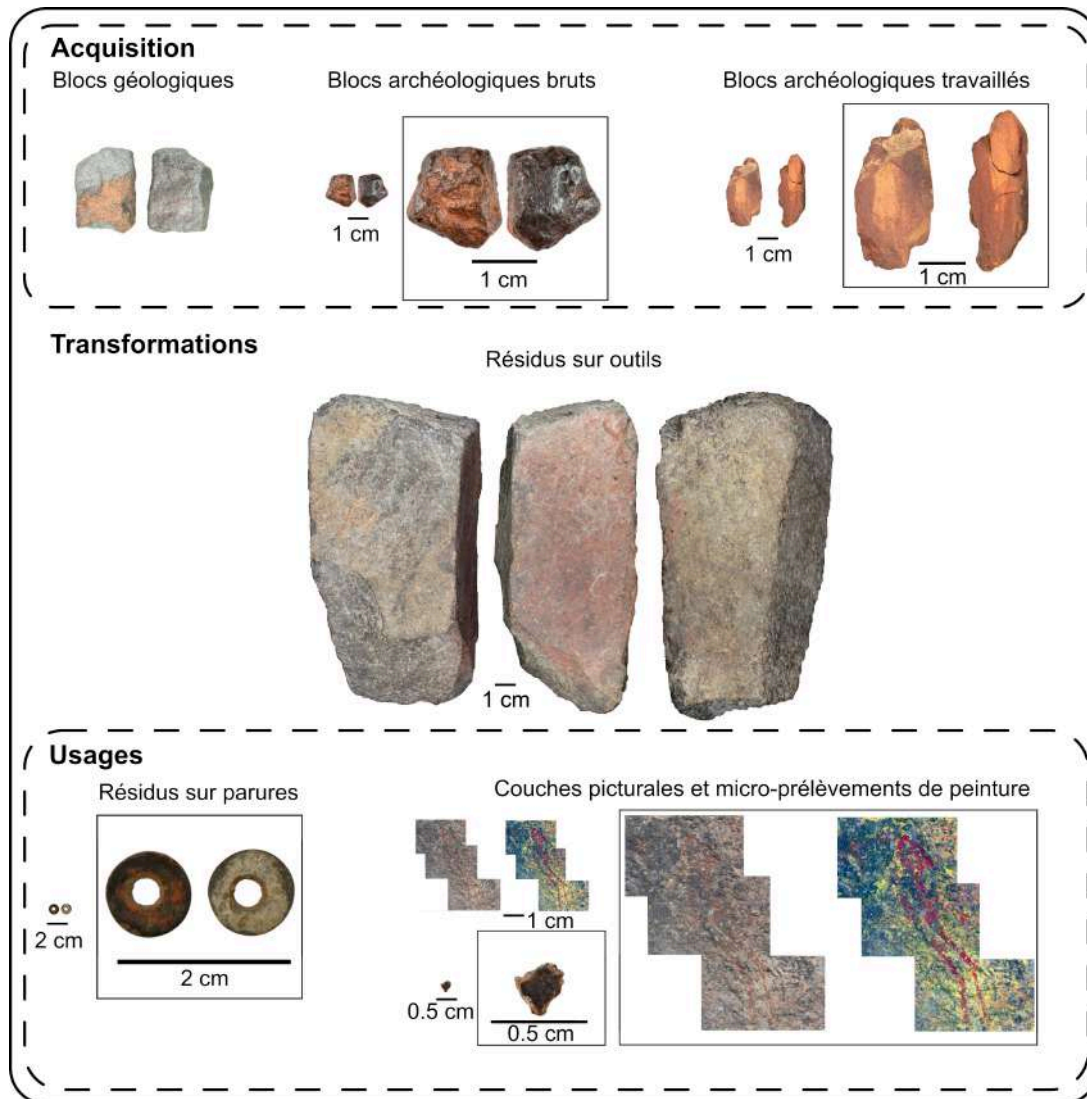 Acquisition
Blocs géologiques
Blocs archéologiques bruts
Blocs archéologiques travaillés
1 cm
1 cm
1 cm
1 cm
Transformations
Résidus sur outils
1 cm
Usages
Résidus sur parures
Couches picturales et micro-prélèvements de peinture
2 cm
2 cm
1 cm
0.5 cm
0.5 cm